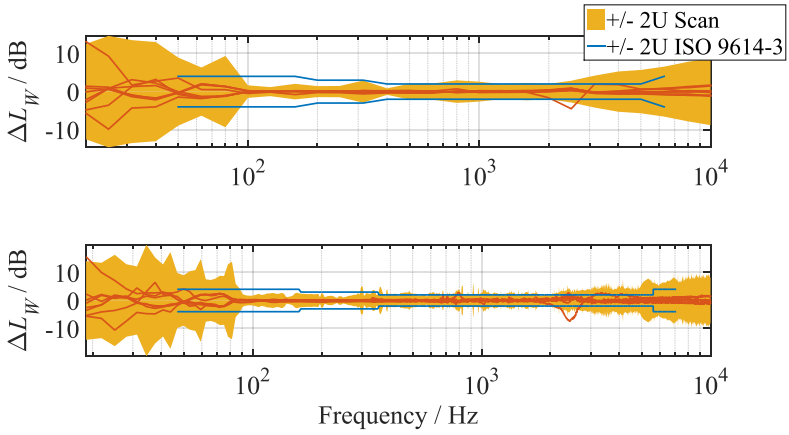 +/- 2U Scan
+/- 2U ISO 9614-3
10
0
-10
ΔL_W / dB
10^2
10^3
10^4
10
0
-10
ΔL_W / dB
10^2
10^3
10^4
Frequency / Hz